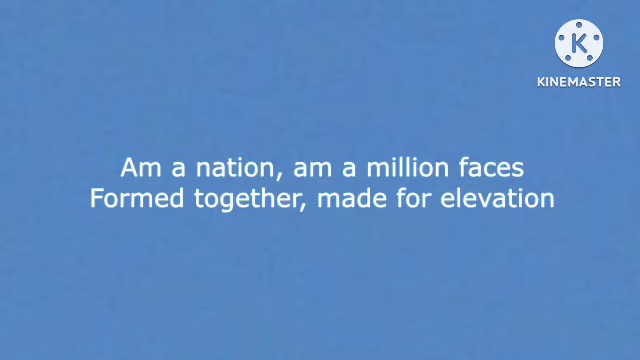 KINEMASTER
Am a nation, am a million faces
Formed together, made for elevation